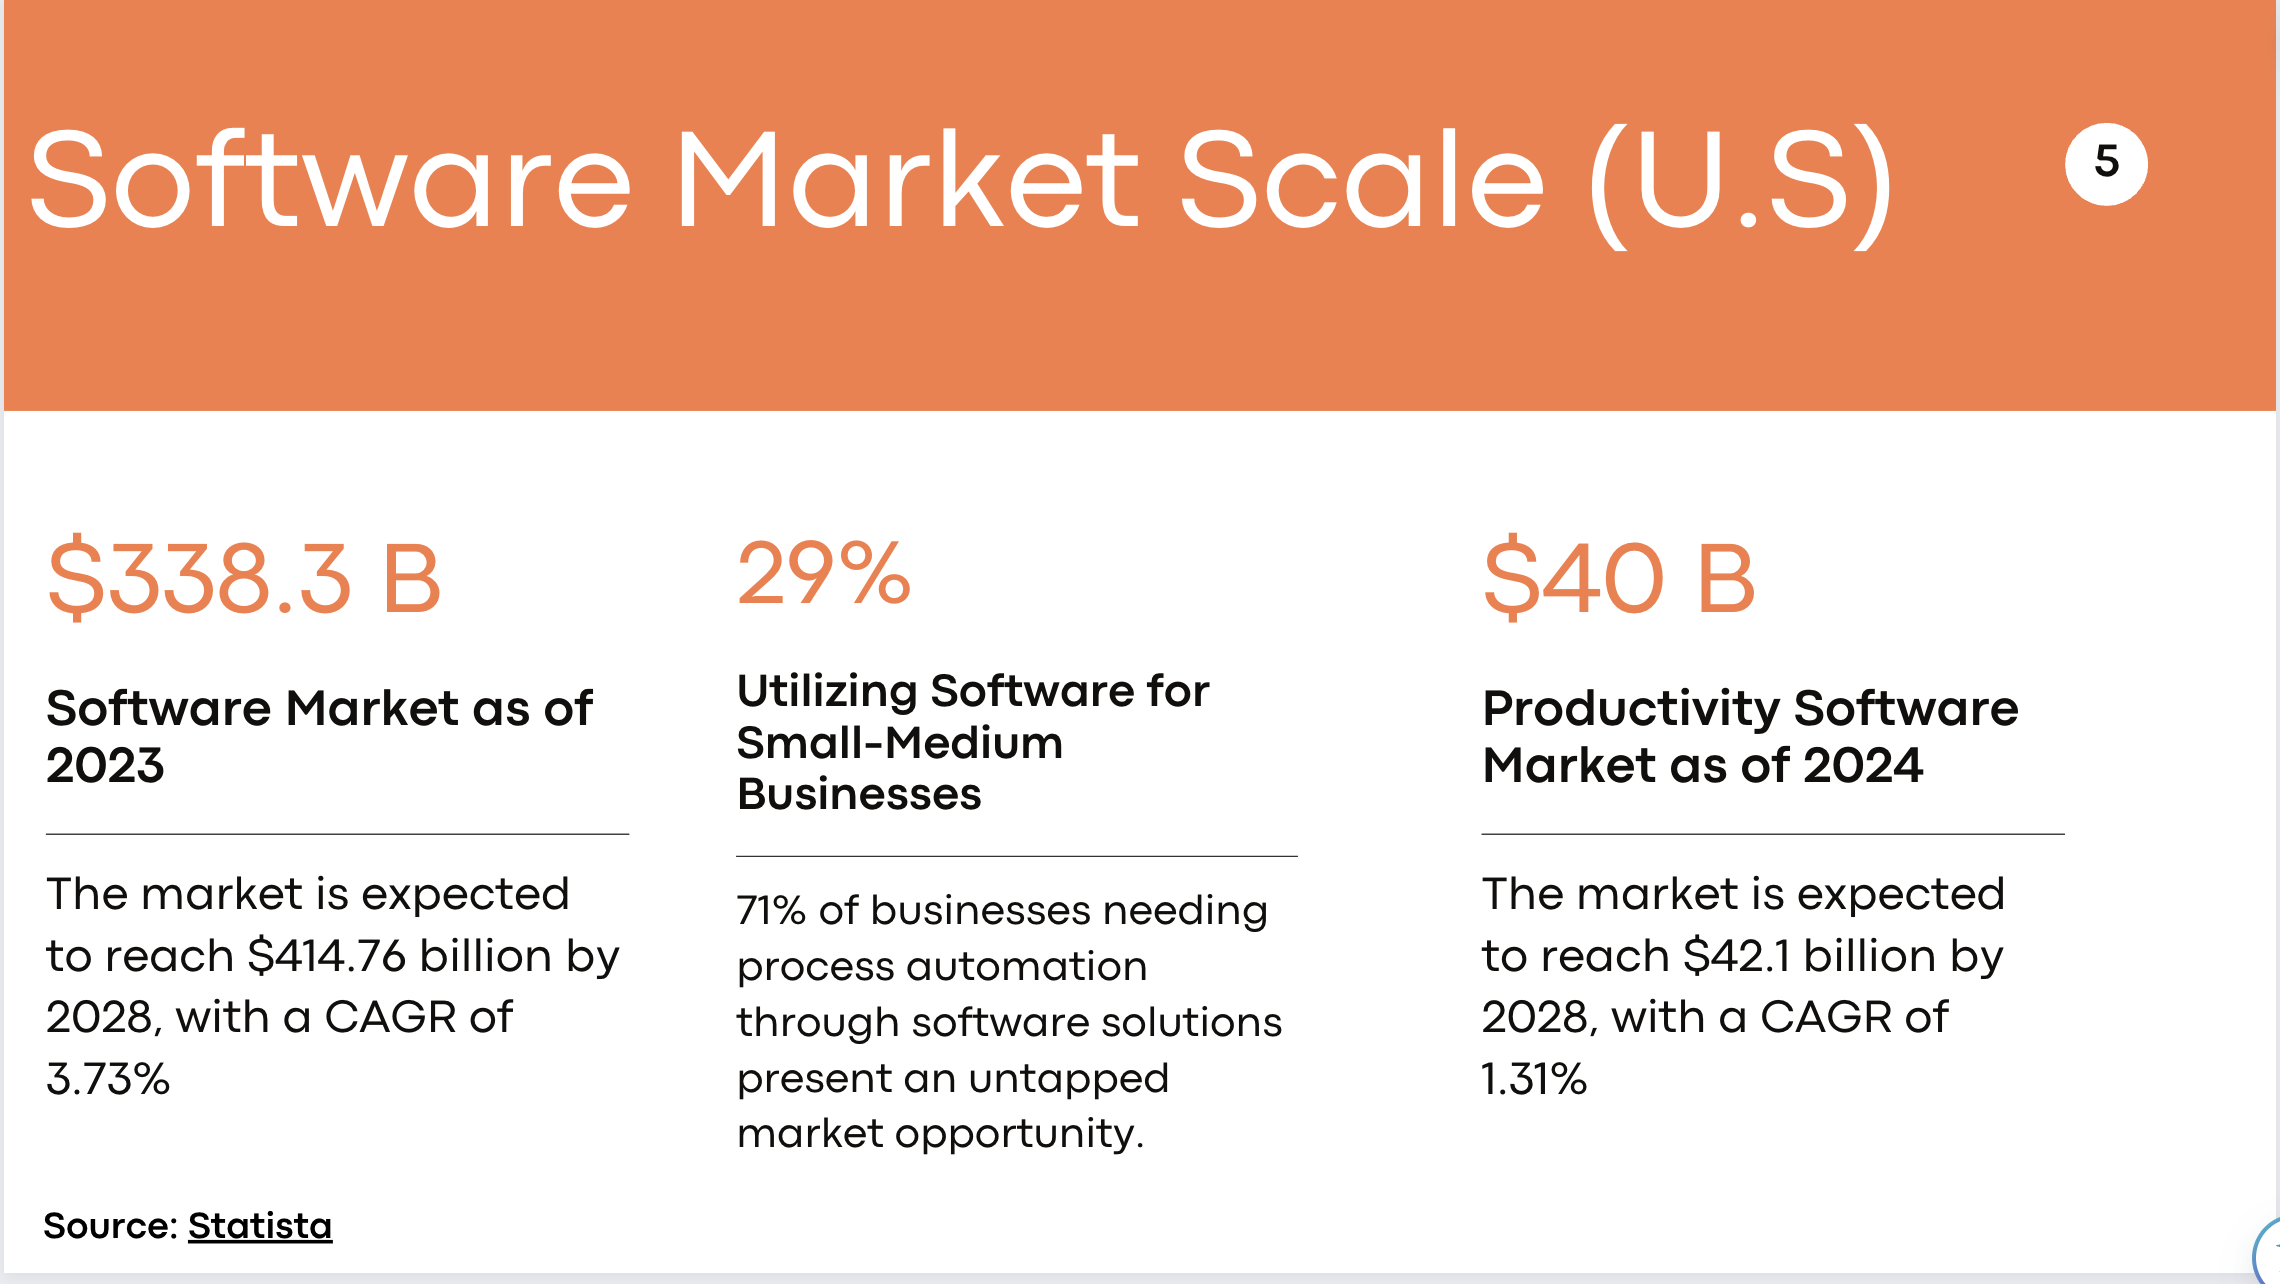 Software Market Scale (U.S)
5
$338.3 B
Software Market as of
2023
The market is expected
to reach $414.76 billion by
2028, with a CAGR of
3.73%
29%
Utilizing Software for
Small-Medium
Businesses
71% of businesses needing
process automation
through software solutions
present an untapped
market opportunity.
$40 B
Productivity Software
Market as of 2024
The market is expected
to reach $42.1 billion by
2028, with a CAGR of
1.31%
Source: Statista